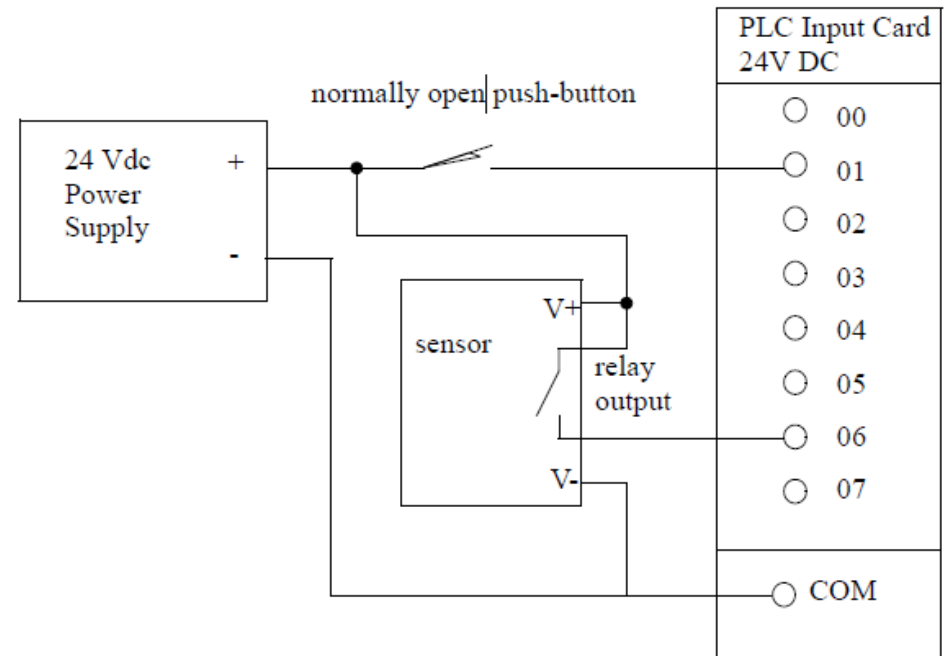 PLC Input Card
24V DC
normally open push-button
00
24 Vdc
Power
Supply
+
-
01
02
03
04
05
06
07
V+
sensor
relay
output
V-
COM